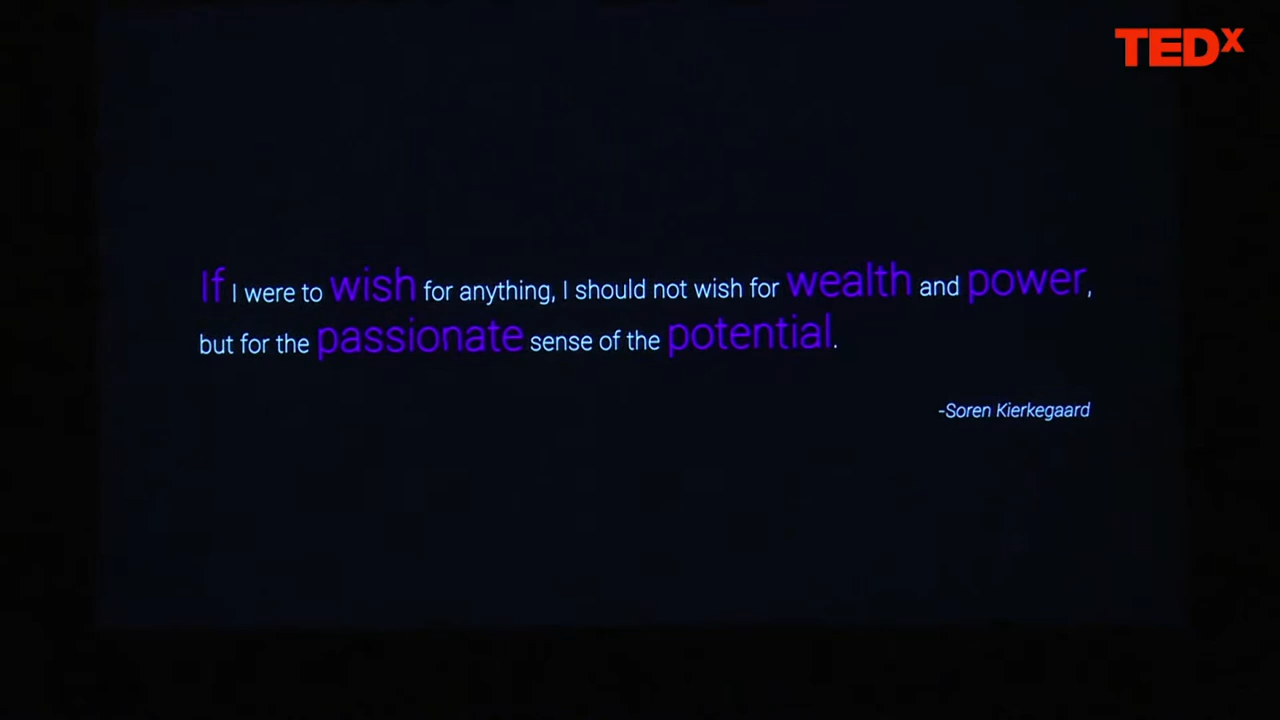 TEDx
If I were to wish for anything, I should not wish for wealth and power,
but for the passionate sense of the potential.
-Soren Kierkegaard